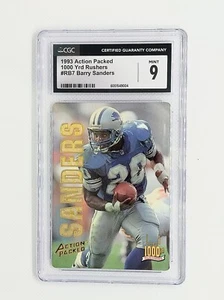 CGC
CERTIFIED GUARANTY COMPANY
1993 Action Packed
1000 Yrd Rushers
#RB7 Barry Sanders
MINT
9
SANDERS
20
ACTION
PACKED
1000